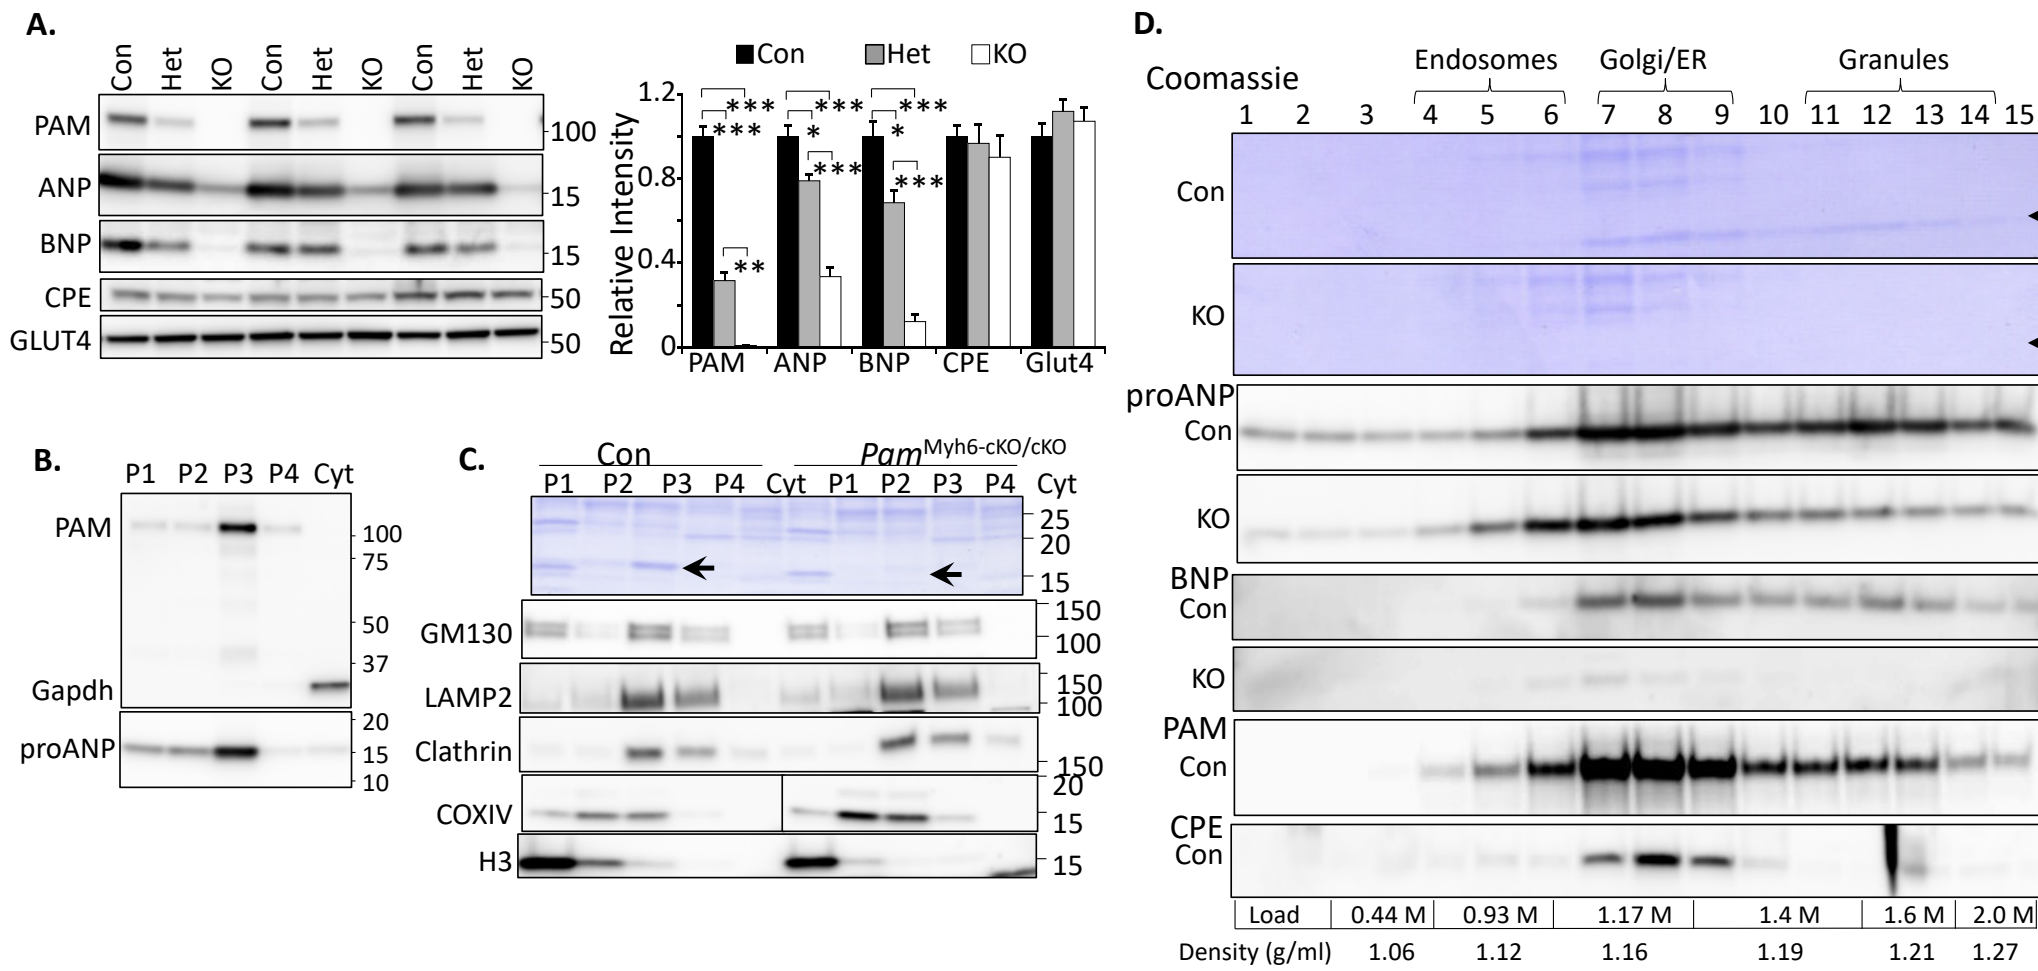 A.
Con Het KO Con Het KO Con Het KO
PAM
100
ANP
15
BNP
15
CPE
50
GLUT4
50
Con Het KO
Relative Intensity
1.2
0.8
0.4
0
*** *** **
*** * ***
*** * ***
PAM ANP BNP CPE Glut4
B.
P1 P2 P3 P4 Cyt
PAM
100
75
50
37
Gapdh
20
proANP
15
10
C.
Con Pam Myh6-cKO/cKO
P1 P2 P3 P4 Cyt P1 P2 P3 P4 Cyt
25
20
15
GM130
150
100
LAMP2
150
100
Clathrin
150
COXIV
20
15
H3
15
D.
Coomassie
Endosomes Golgi/ER Granules
1 2 3 4 5 6 7 8 9 10 11 12 13 14 15
Con
KO
proANP
Con
KO
BNP
Con
KO
PAM
Con
CPE
Con
Load 0.44 M 0.93 M 1.17 M 1.4 M 1.6 M 2.0 M
Density (g/ml) 1.06 1.12 1.16 1.19 1.21 1.27